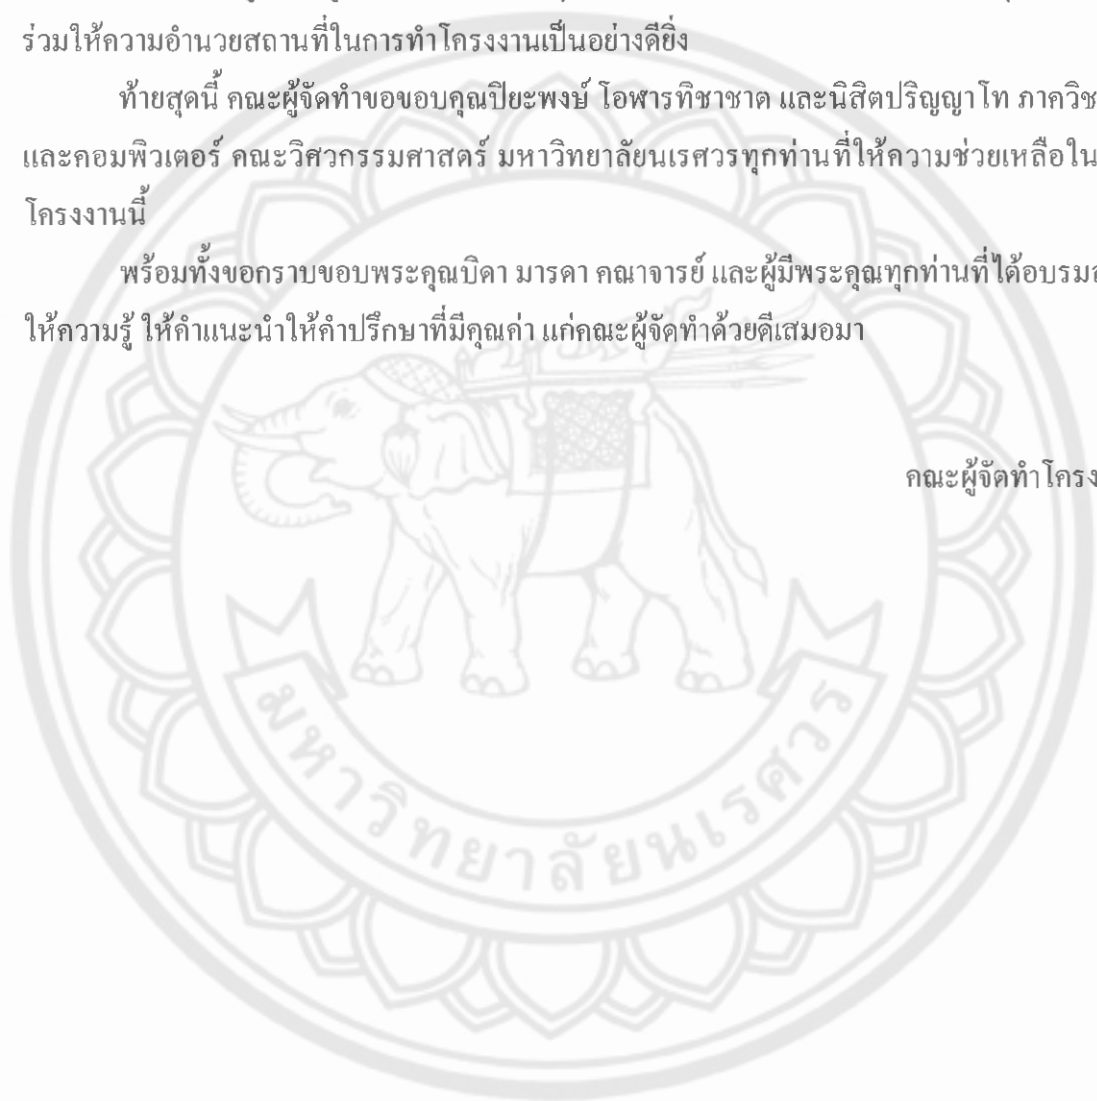 ร่วมให้ความอำนวยสถานที่ในการทำโครงงานเป็นอย่างดียิ่ง
ท้ายสุดนี้ คณะผู้จัดทำขอขอบคุณปิยะพงษ์ โอฬารทิชาชาต และนิสิตปริญญาโท ภาควิช
และคอมพิวเตอร์ คณะวิศวกรรมศาสตร์ มหาวิทยาลัยนเรศวรทุกท่านที่ให้ความช่วยเหลือใน
โครงงานนี้
พร้อมทั้งขอกราบขอบพระคุณบิดา มารดา คณาจารย์ และผู้มีพระคุณทุกท่านที่ได้อบรม
ให้ความรู้ ให้คำแนะนำให้คำปรึกษาที่มีคุณค่า แก่คณะผู้จัดทำด้วยดีเสมอมา
คณะผู้จัดทำโครง
มหาวิทยาลัยนเรศวร